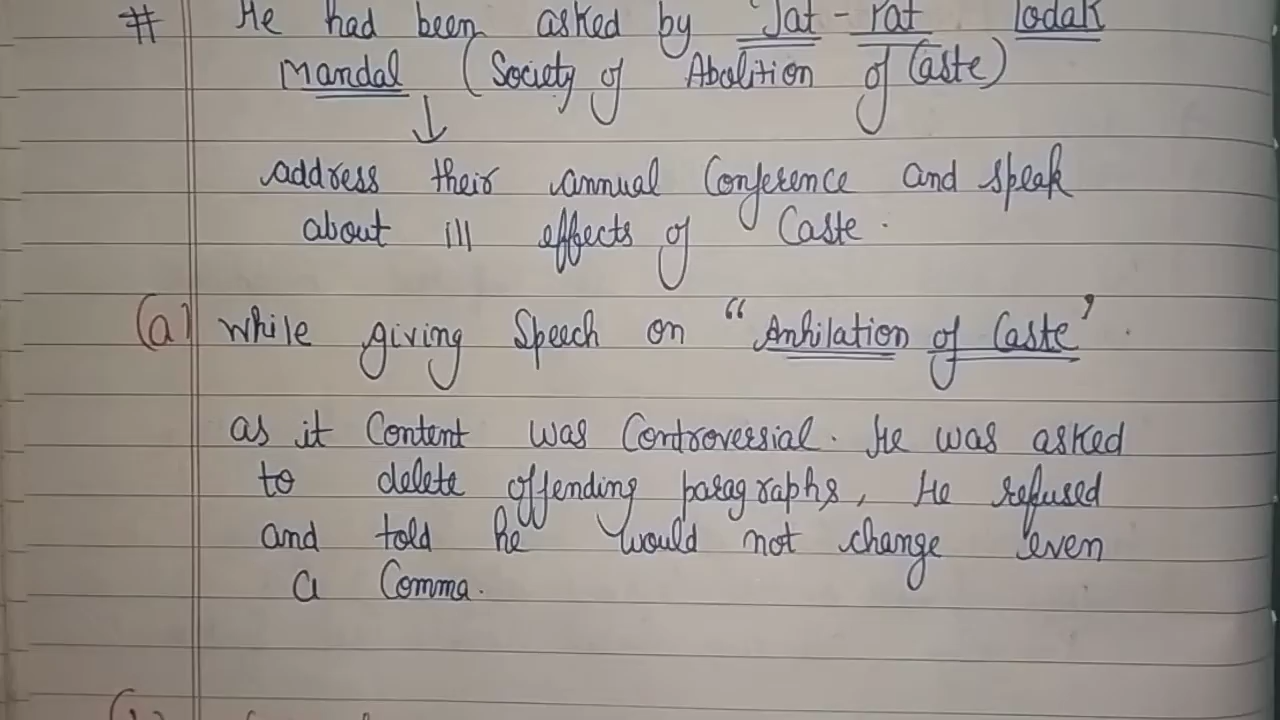 # He had been asked by 'Jat - Pat Todak
Mandal (Society of Abolition of Caste)
↓
address their annual Conference and speak
about ill effects of Caste.
(a) while giving Speech on "Anhilation of Caste'.
as it Content was Controversial. He was asked
to delete offending paragraphs, He refused
and told he would not change even
a Comma.